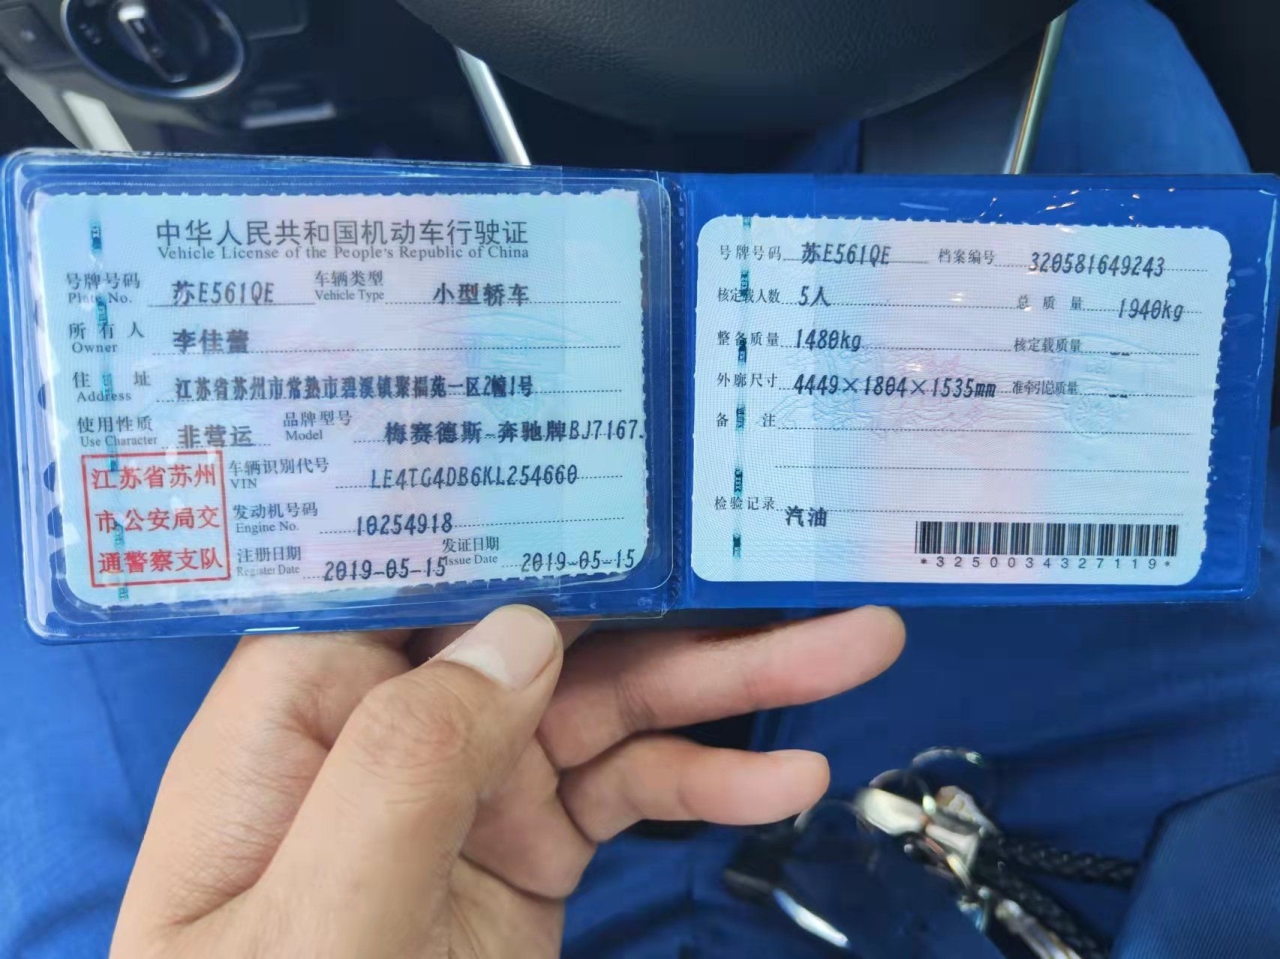 中华人民共和国机动车行驶证
Vehicle License of the People's Republic of China
号牌号码 苏E561QE 车辆类型 小型轿车
Plate No. Vehicle Type
所有人 李佳蕾
Owner
住址 江苏省苏州市常熟市碧溪镇聚福苑一区2幢1号
Address
使用性质 非营运 品牌型号 梅赛德斯-奔驰牌BJ7167.
Use Character Model
江苏省苏州
市公安局交
通警察支队
车辆识别代号 LE4TG4DB6KL254660
VIN
发动机号码 10254918
Engine No.
注册日期 2019-05-15 发证日期 2019-05-15
Register Date Issue Date
号牌号码 苏E561QE 档案编号 320581649243
核定载人数 5人 总质量 1940kg
整备质量 1480kg 核定载质量 --
外廓尺寸 4449×1804×1535mm 准牵引总质量 --
备注
检验记录 汽油
*3250034327119*